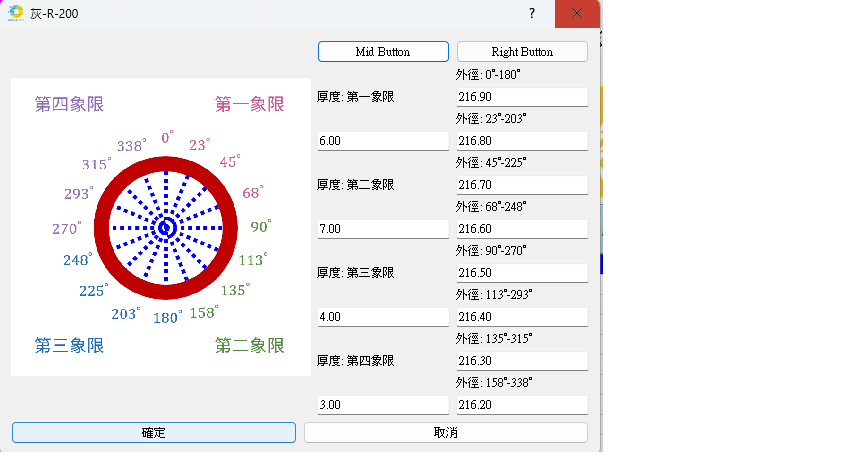 灰-R-200
?
Mid Button
Right Button
外徑: 0°-180°
厚度: 第一象限
216.90
外徑: 23°-203°
6.00
216.80
外徑: 45°-225°
厚度: 第二象限
216.70
外徑: 68°-248°
7.00
216.60
外徑: 90°-270°
厚度: 第三象限
216.50
外徑: 113°-293°
4.00
216.40
外徑: 135°-315°
厚度: 第四象限
216.30
外徑: 158°-338°
3.00
216.20
第四象限
第一象限
0°
23°
45°
68°
90°
113°
135°
158°
180°
203°
225°
248°
270°
293°
315°
338°
第三象限
第二象限
確定
取消